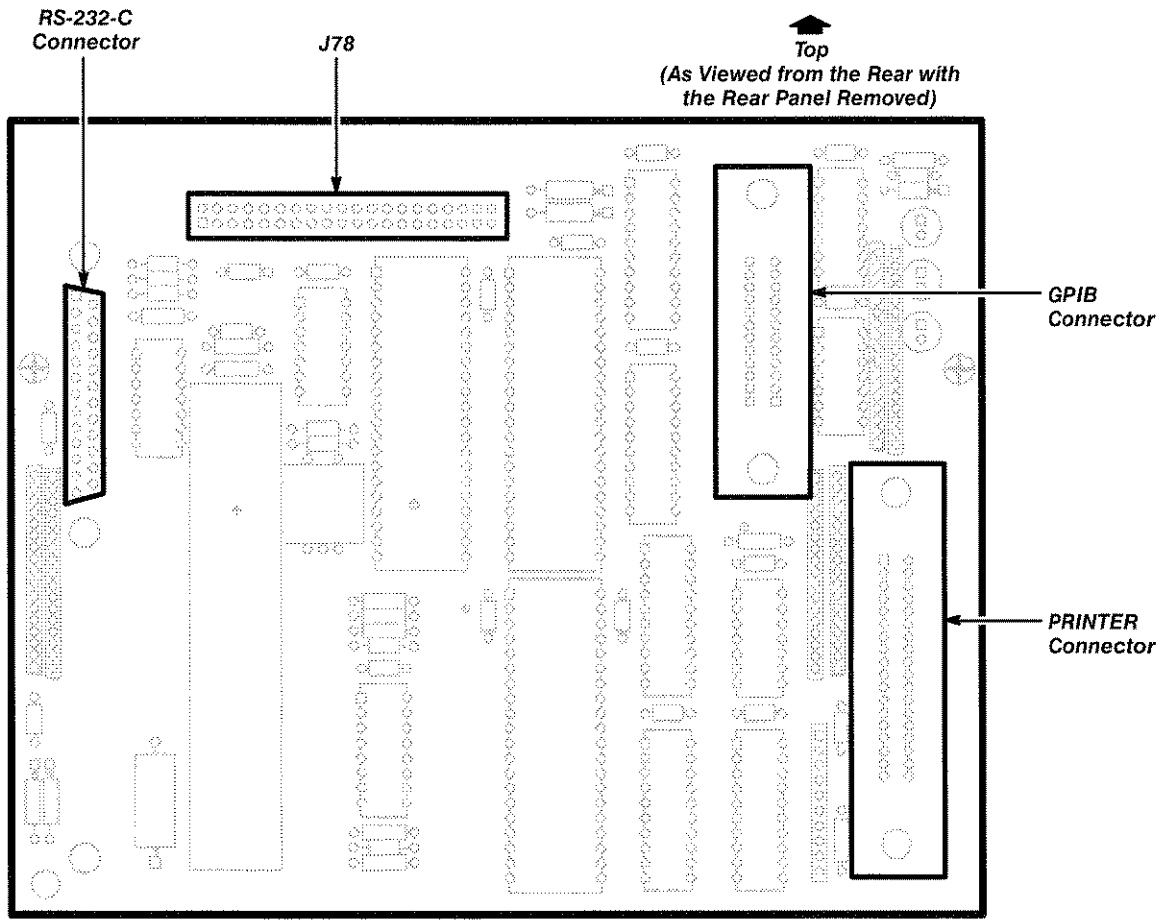 RS-232-C
Connector
J78
Top
(As Viewed from the Rear with
the Rear Panel Removed)
GPIB
Connector
PRINTER
Connector